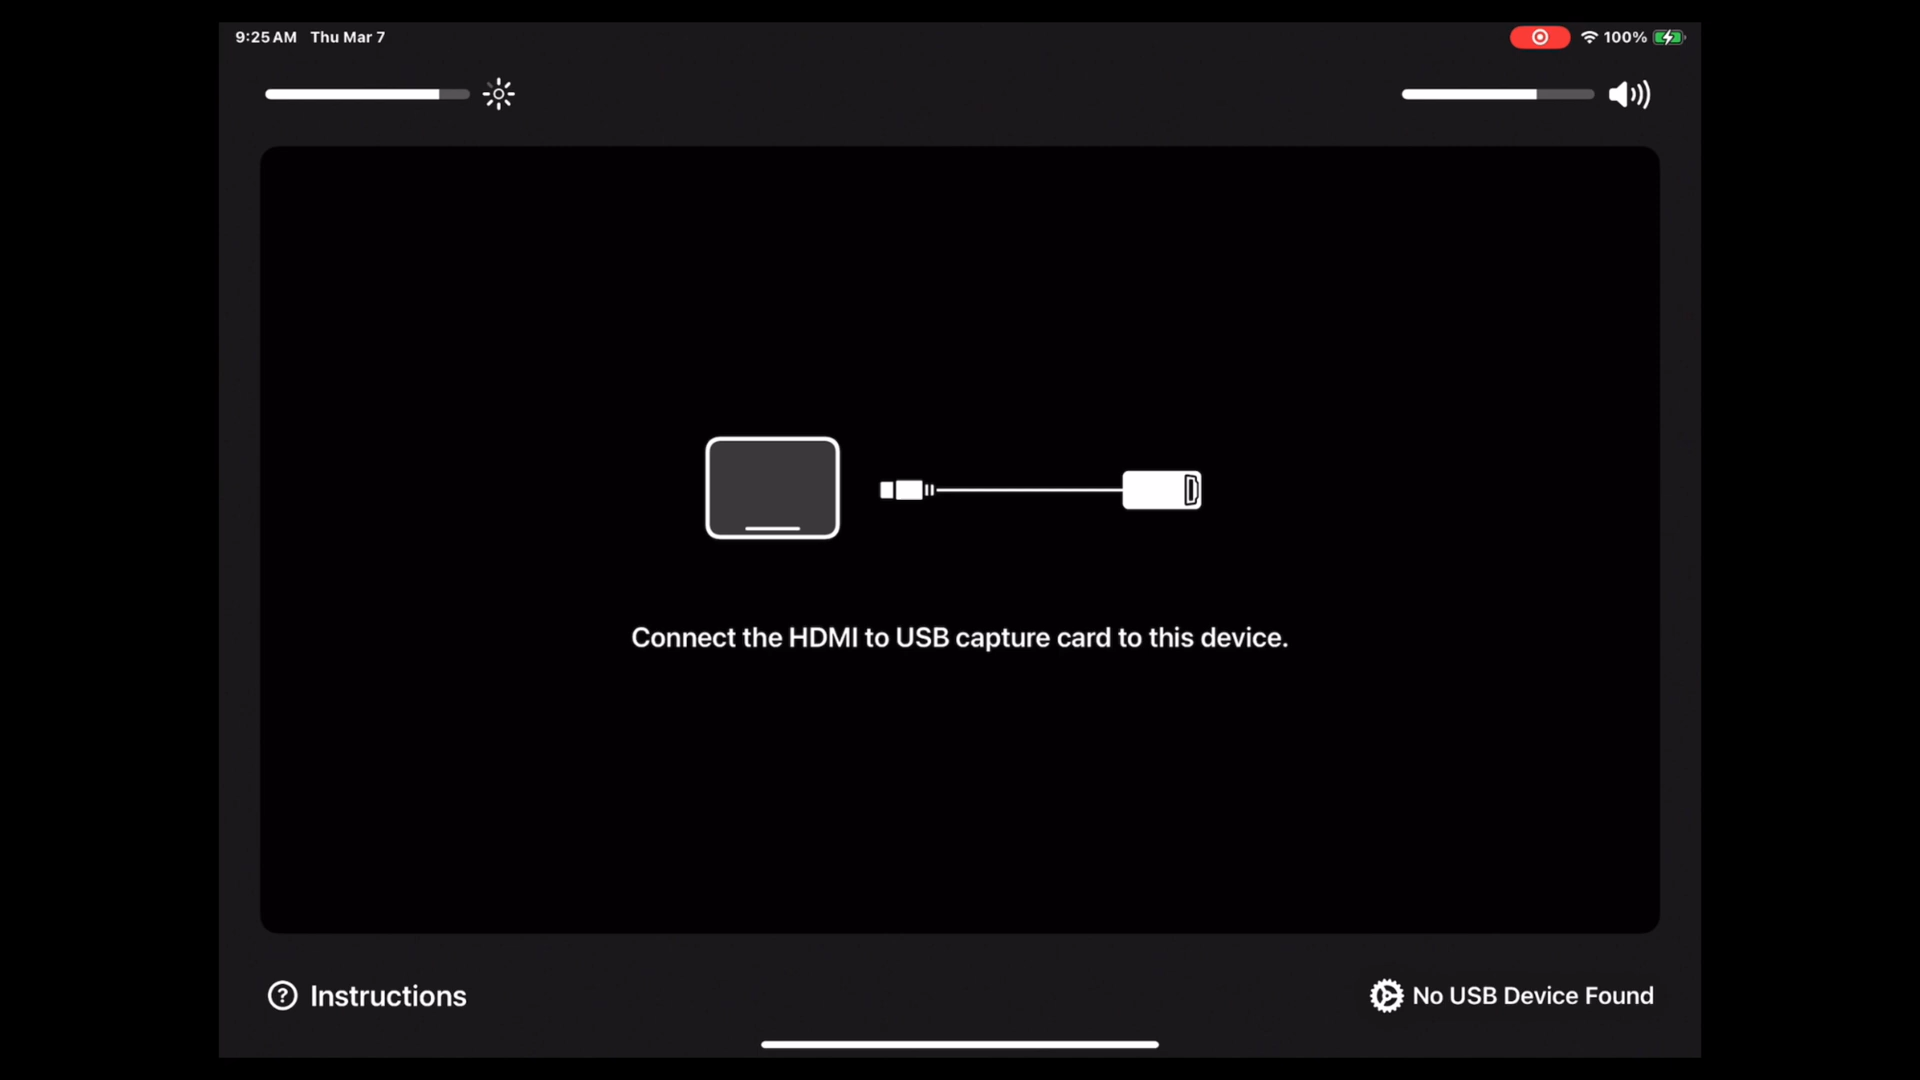 9:25 AM Thu Mar 7
100%
Connect the HDMI to USB capture card to this device.
Instructions
No USB Device Found